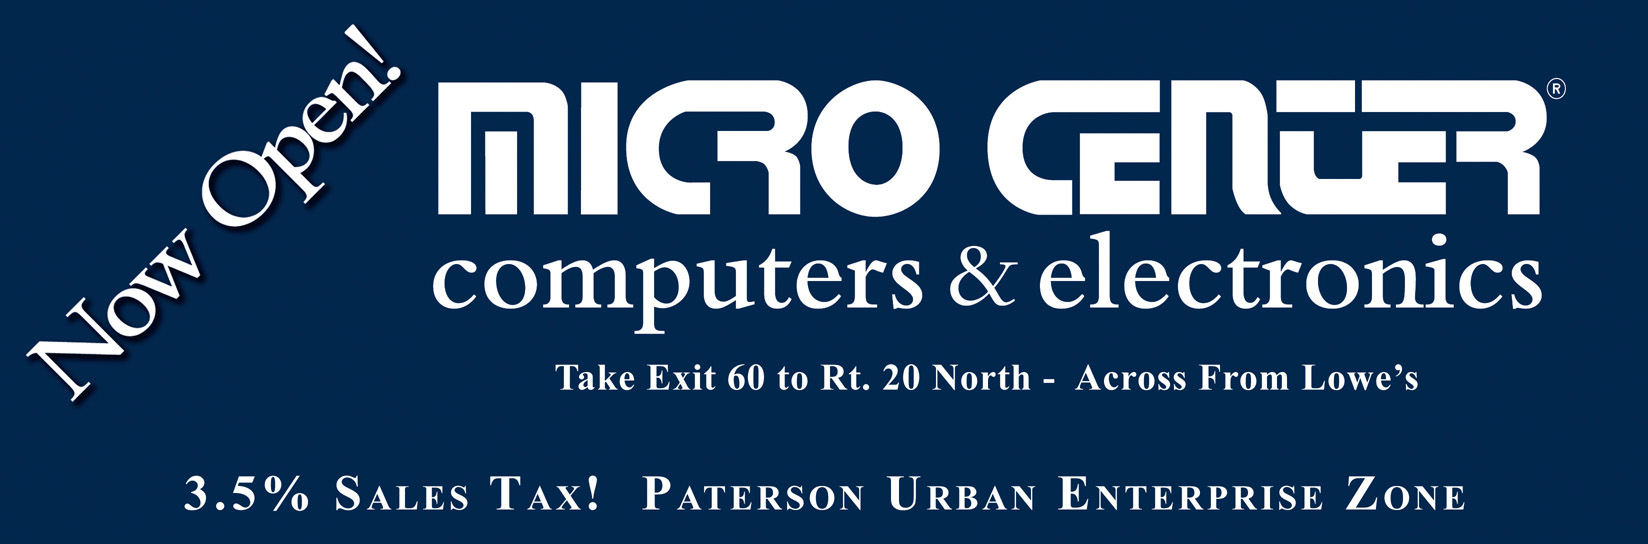 Now Open!
MICRO CENTER®
computers & electronics
Take Exit 60 to Rt. 20 North - Across From Lowe’s
3.5% Sales Tax! Paterson Urban Enterprise Zone